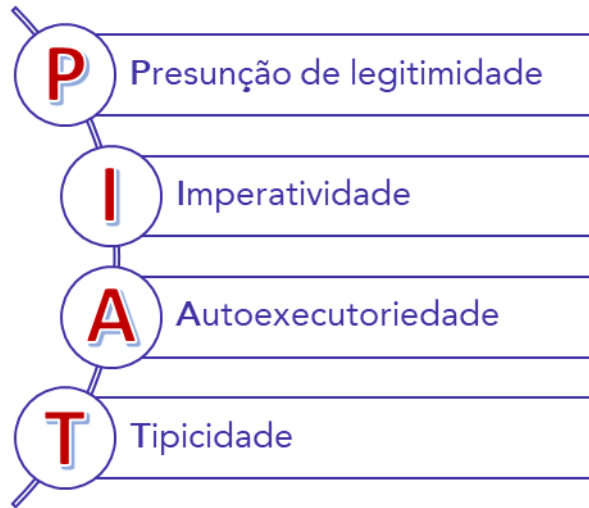 P Presunção de legitimidade
I Imperatividade
A Autoexecutoriedade
T Tipicidade